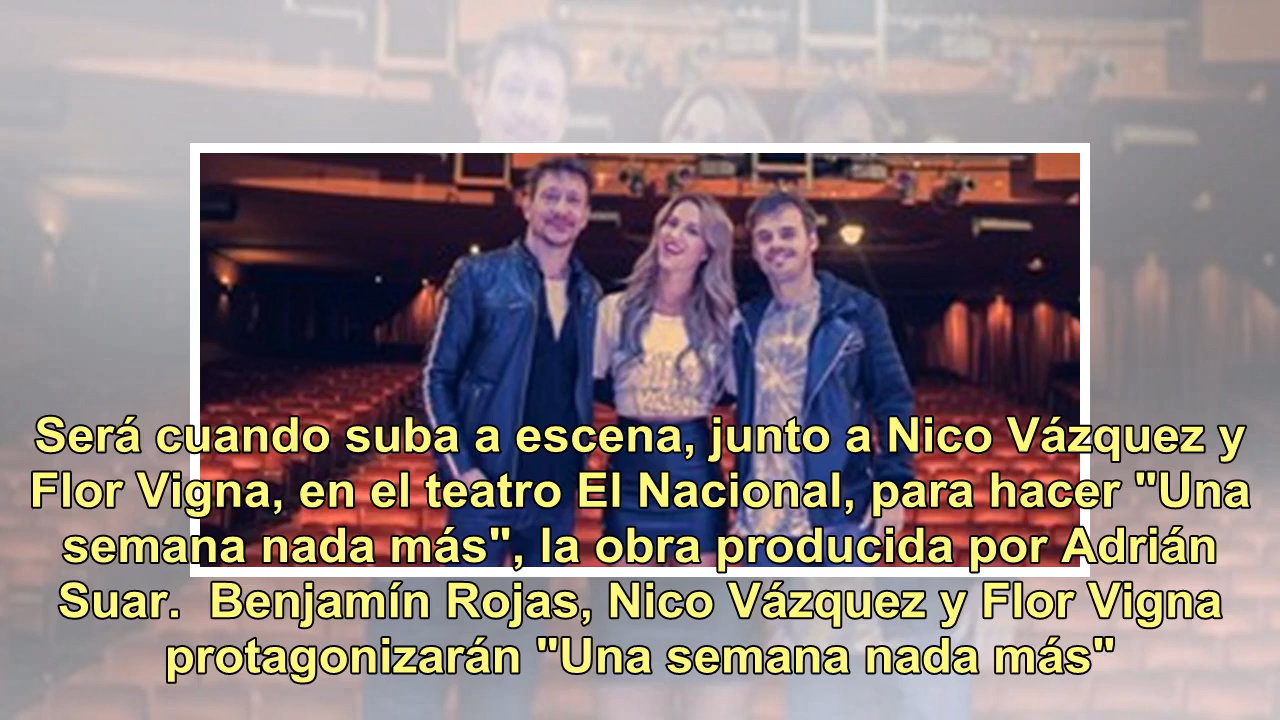 Será cuando suba a escena, junto a Nico Vázquez y
Flor Vigna, en el teatro El Nacional, para hacer "Una
semana nada más", la obra producida por Adrián
Suar.  Benjamín Rojas, Nico Vázquez y Flor Vigna
protagonizarán "Una semana nada más"